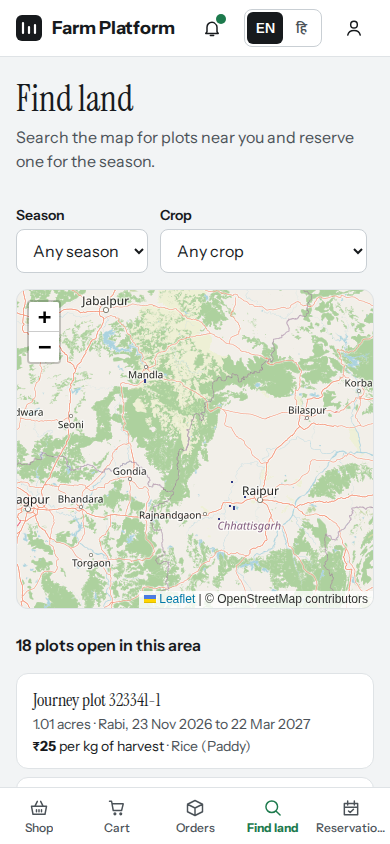 Farm Platform
EN
हि
Find land
Search the map for plots near you and reserve
one for the season.
Season
Crop
Any season
Any crop
+
−
Jabalpur
Mandla
Korba
Bilaspur
dwara
Seoni
Gondia
agpur
Bhandara
Raipur
Rajnandgaon
Chhattisgarh
Torgaon
Leaflet | © OpenStreetMap contributors
18 plots open in this area
Journey plot 323341-1
1.01 acres · Rabi, 23 Nov 2026 to 22 Mar 2027
₹25 per kg of harvest · Rice (Paddy)
Shop
Cart
Orders
Find land
Reservatio…